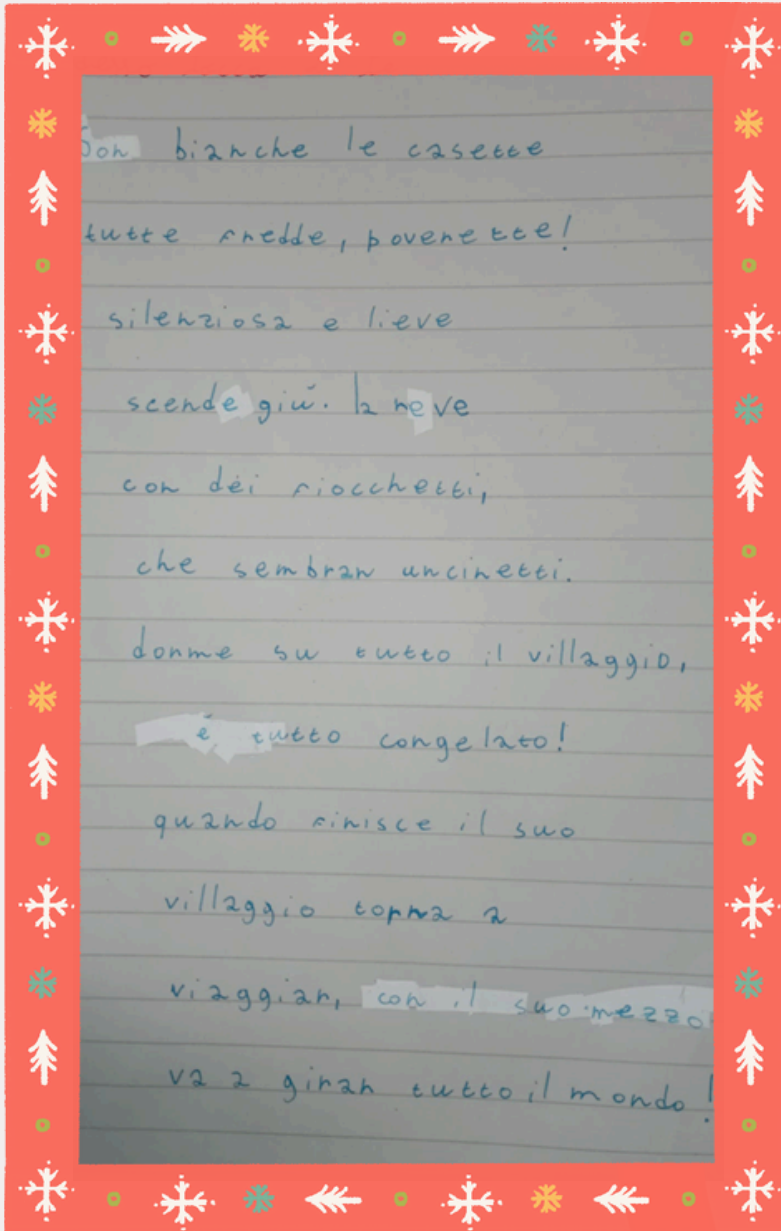 Son bianche le casette
tutte fredde, poverette!
silenziosa e lieve
scende giù. la neve
con dei fiocchetti,
che sembran uncinetti.
dorme su tutto il villaggio,
è tutto congelato!
quando finisce il suo
villaggio torna a
viaggiar, con il suo mezzo
va a girar tutto il mondo!